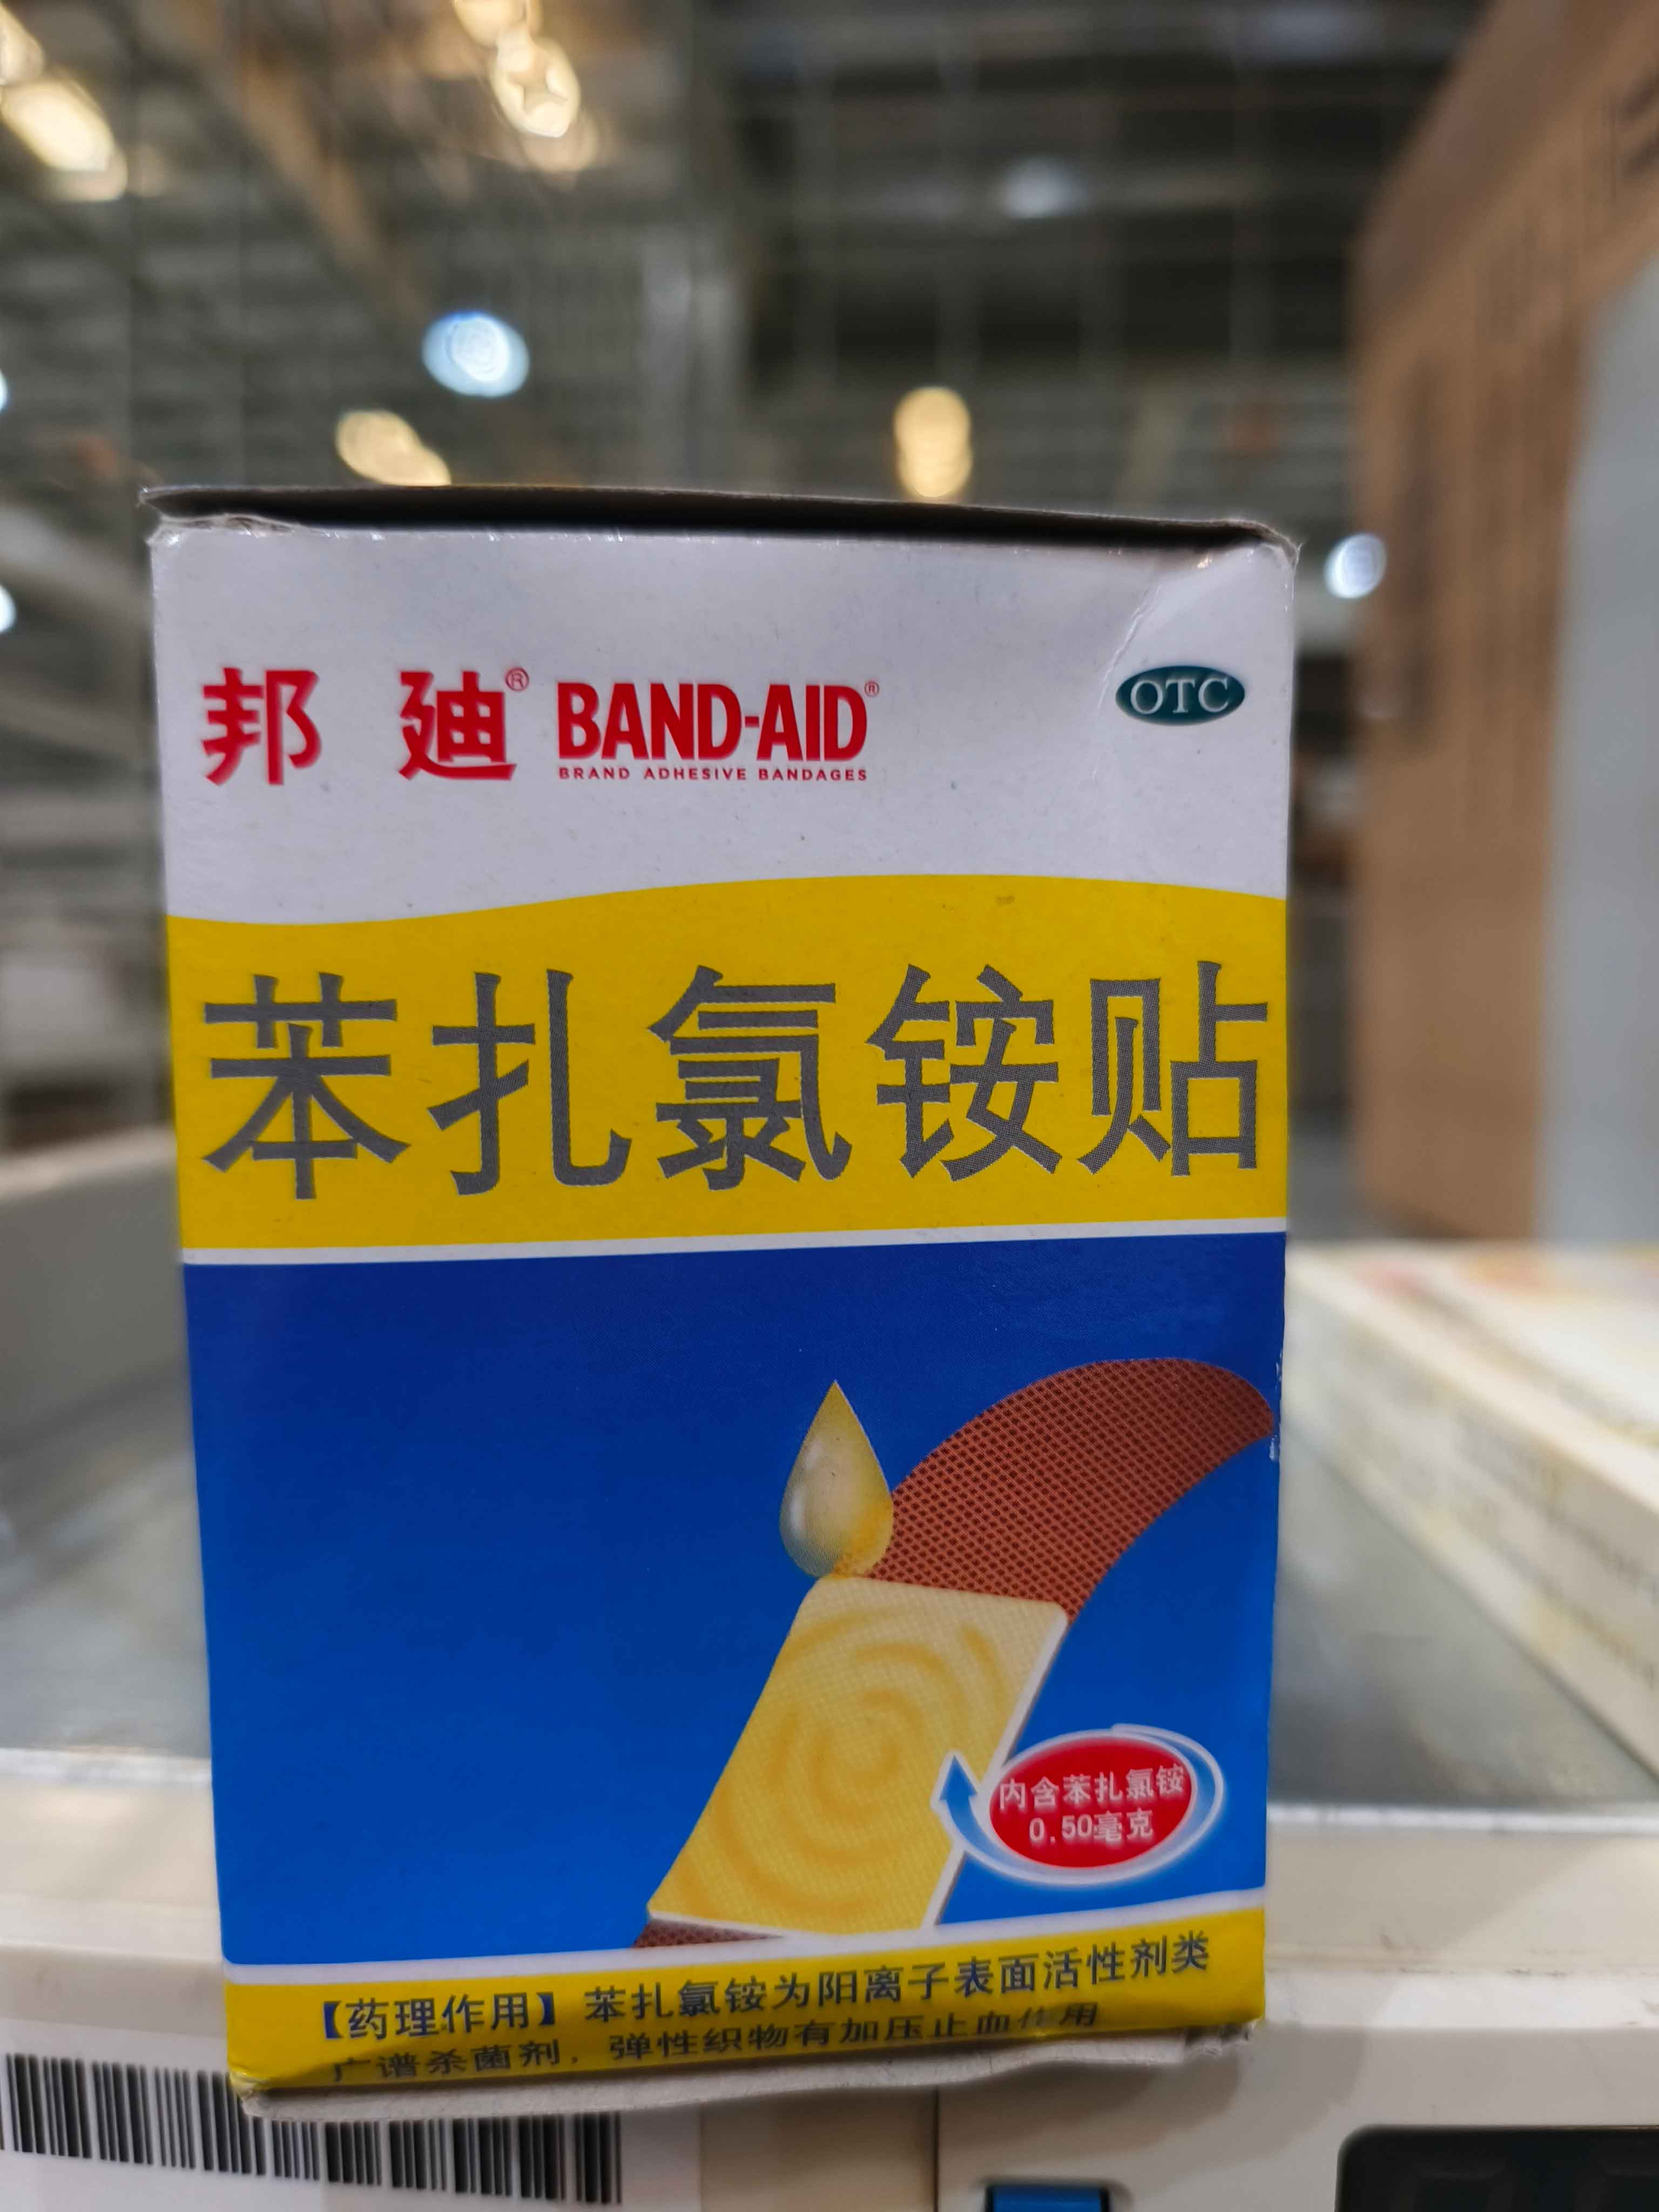 邦廸® BAND-AID®
BRAND ADHESIVE BANDAGES
OTC
苯扎氯铵贴
内含苯扎氯铵
0.50毫克
【药理作用】苯扎氯铵为阳离子表面活性剂类
广谱杀菌剂，弹性织物有加压止血作用